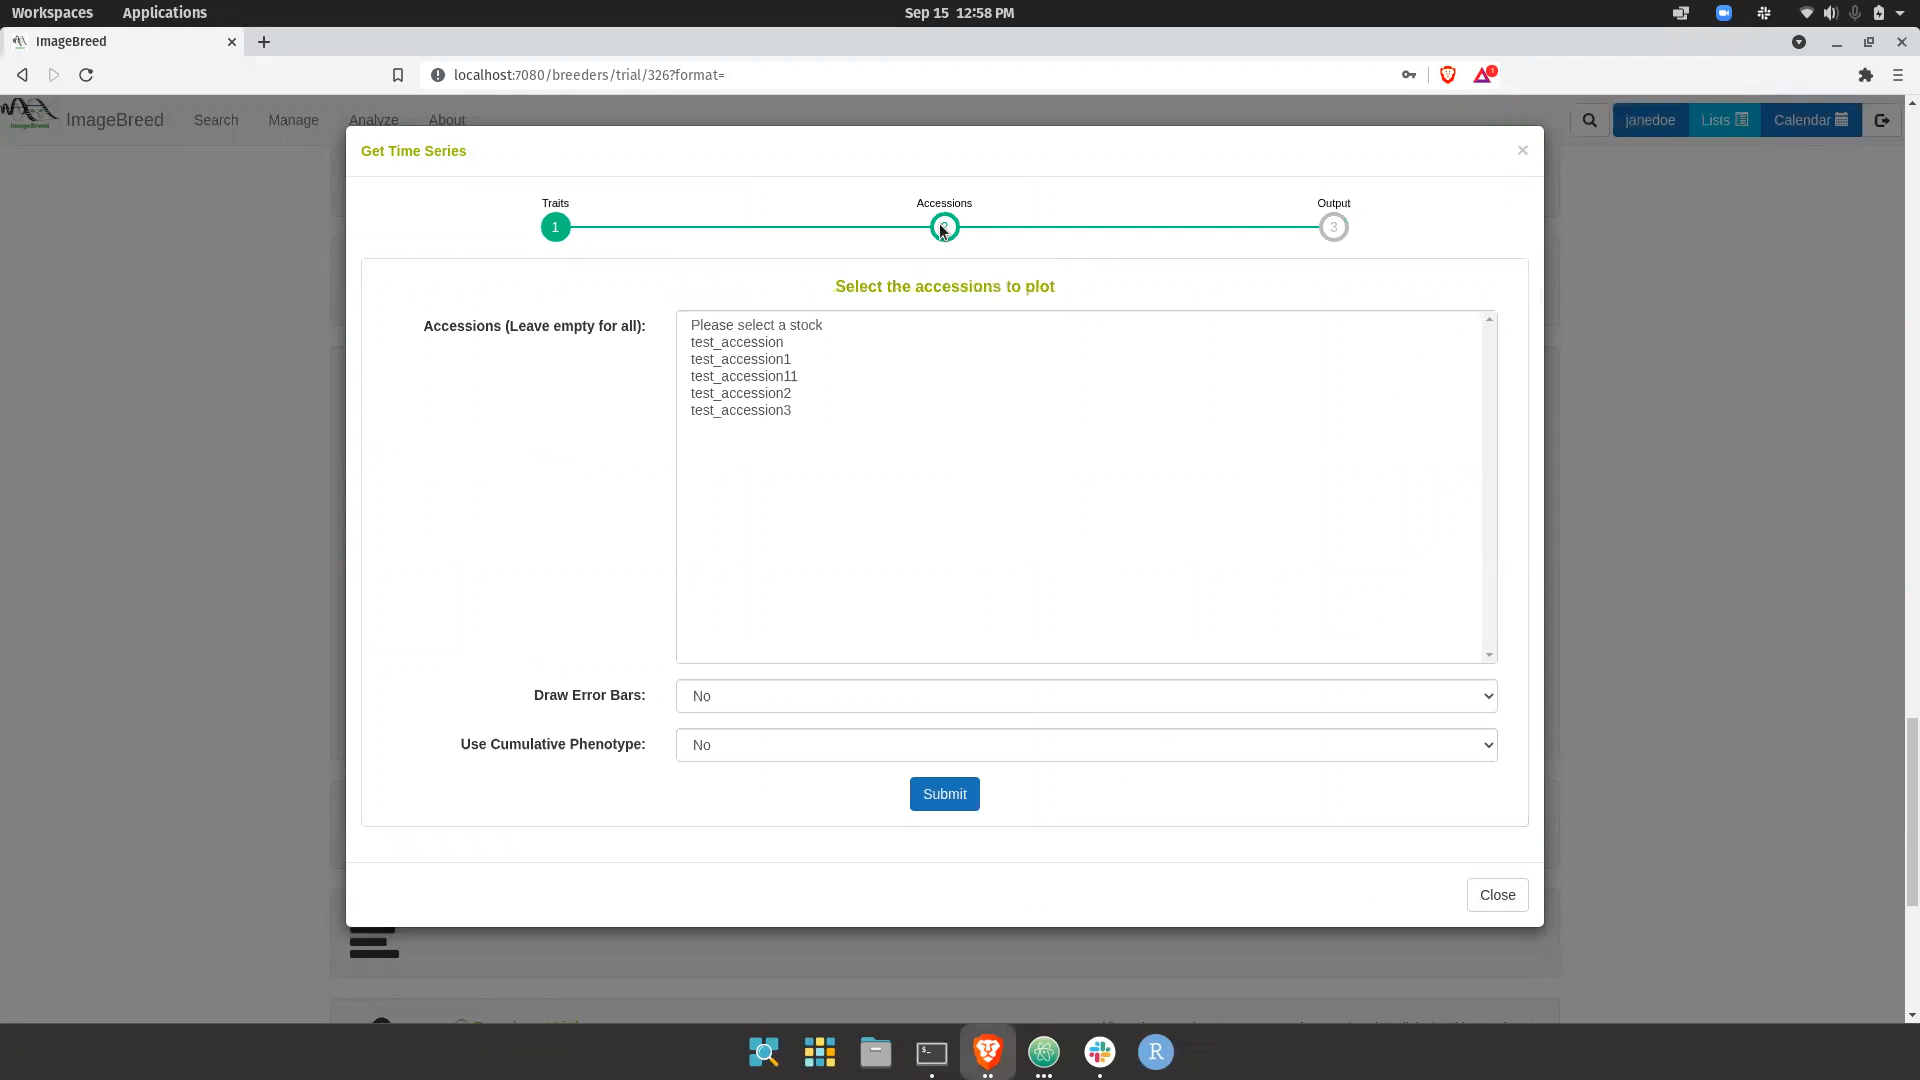 Workspaces Applications Sep 15 12:58 PM
ImageBreed
localhost:7080/breeders/trial/326?format=
1
ImageBreed Search Manage Analyze About janedoe Lists Calendar
Get Time Series ×
Traits Accessions Output
1 3
Select the accessions to plot
Accessions (Leave empty for all):
Please select a stock
test_accession
test_accession1
test_accession11
test_accession2
test_accession3
Draw Error Bars: No
Use Cumulative Phenotype: No
Submit
Close
R